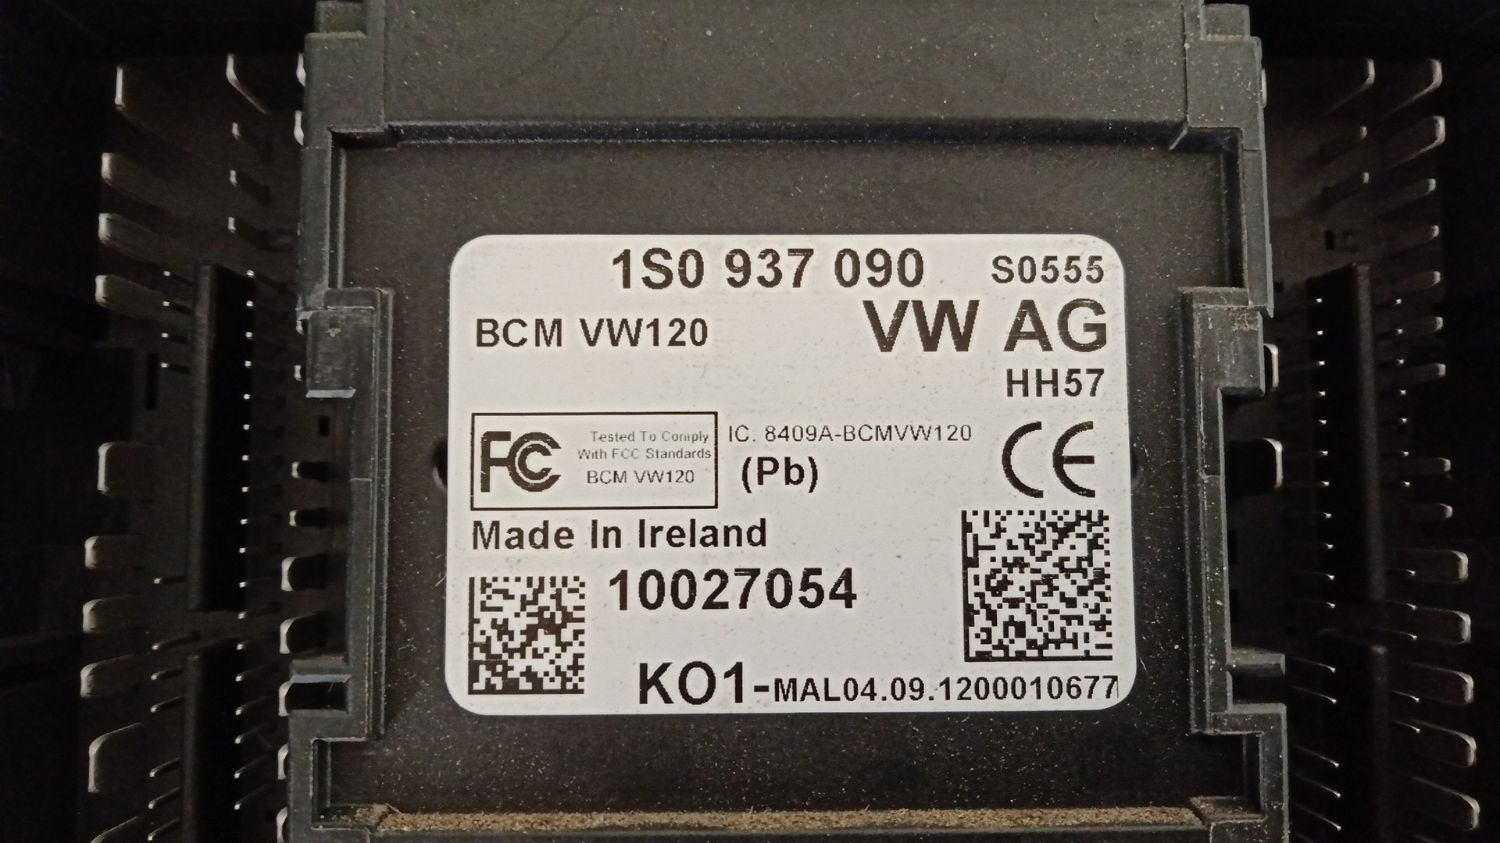 1S0 937 090 S0555
BCM VW120 VW AG
HH57
FC Tested To Comply
With FCC Standards
BCM VW120
IC. 8409A-BCMVW120
(Pb) CE
Made In Ireland
10027054
KO1-MAL04.09.1200010677